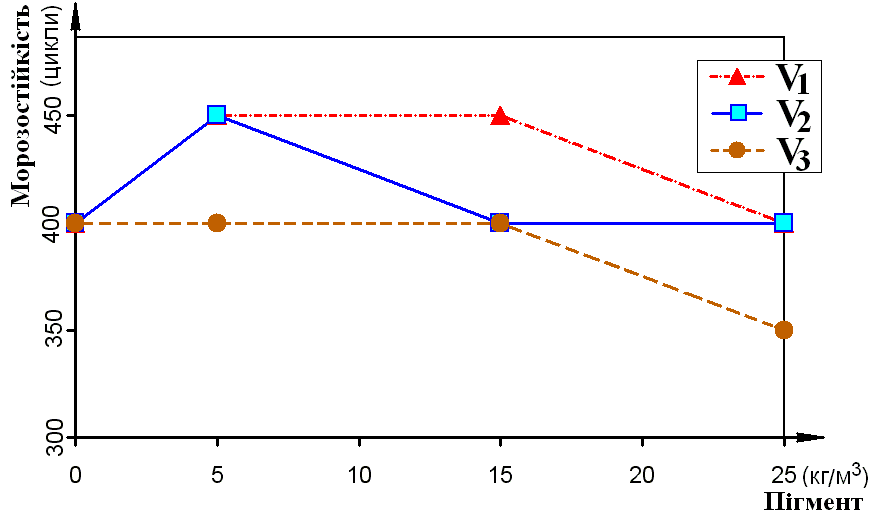 Морозостійкість (цикли)
450
400
350
300
V1
V2
V3
0 5 10 15 20 25 (кг/м³)
Пігмент